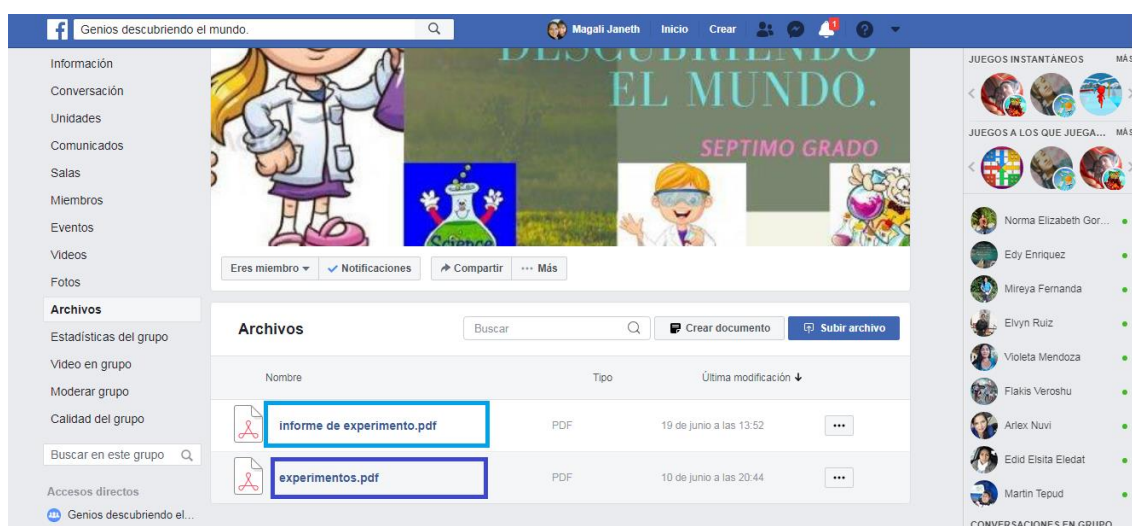 Genios descubriendo el mundo.
Magali Janeth
Inicio
Crear
1
Información
Conversación
Unidades
Comunicados
Salas
Miembros
Eventos
Videos
Fotos
Archivos
Estadísticas del grupo
Video en grupo
Moderar grupo
Calidad del grupo
Buscar en este grupo
Accesos directos
Genios descubriendo el...
DESCUBRIENDO
EL MUNDO.
SEPTIMO GRADO
Science
Eres miembro
Notificaciones
Compartir
Más
Archivos
Buscar
Crear documento
Subir archivo
Nombre
Tipo
Última modificación
informe de experimento.pdf
PDF
19 de junio a las 13:52
experimentos.pdf
PDF
10 de junio a las 20:44
JUEGOS INSTANTÁNEOS
MÁS
JUEGOS A LOS QUE JUEGA...
MÁS
Norma Elizabeth Gor...
Edy Enriquez
Mireya Fernanda
Elvyn Ruiz
Violeta Mendoza
Flakis Veroshu
Arlex Nuvi
Edid Elsita Eledat
Martin Tepud
CONVERSACIONES EN GRUPO